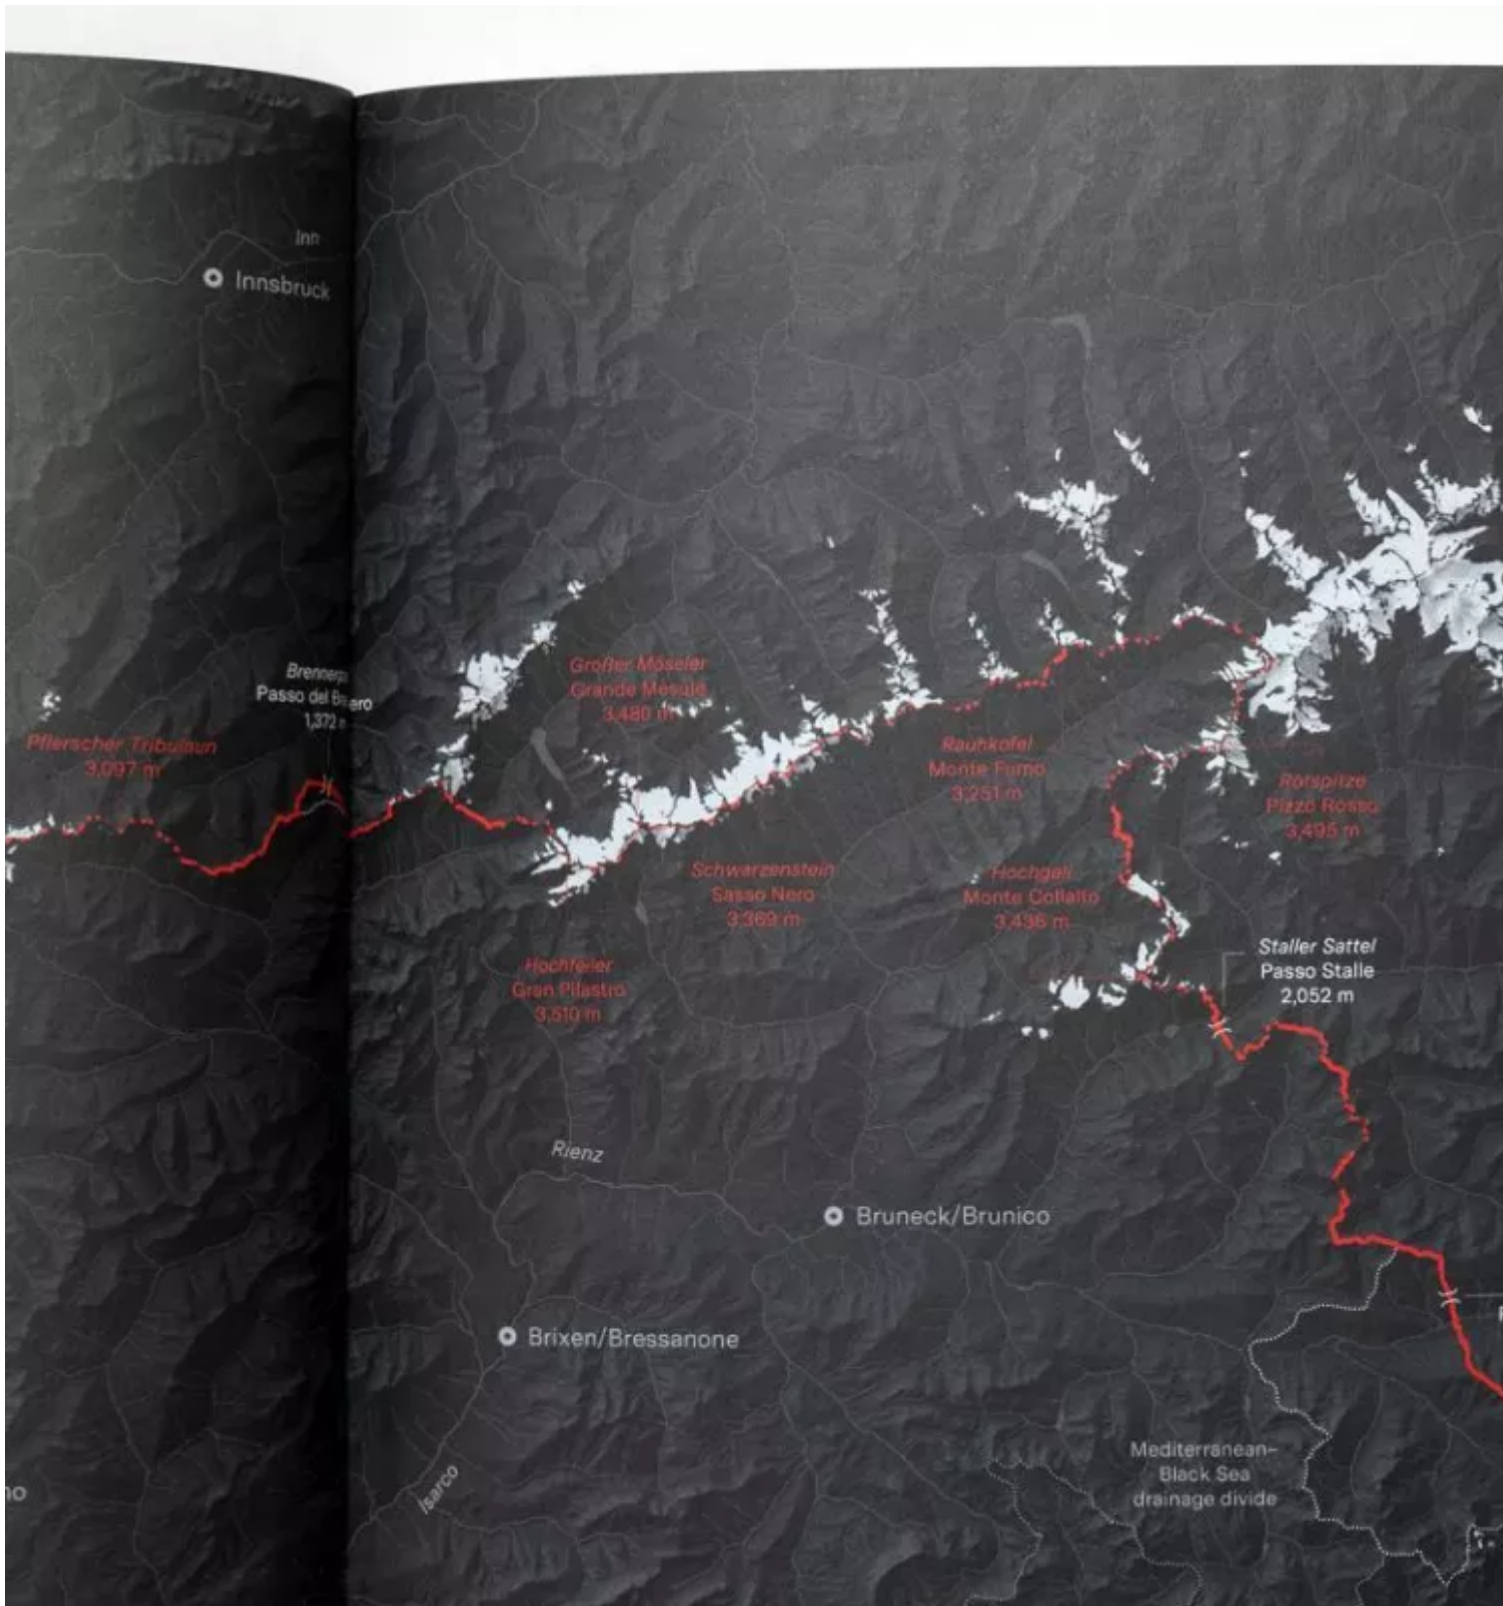 Inn
Innsbruck
Passo del
1,372
Pflerscher Tribulaun
3,097 m
Großer Möseler
Grande Mesule
3,480 m
Rauhkofel
Monte Fumo
3,251 m
Rötspitze
Pizzo Rosso
3,495 m
Schwarzenstein
Sasso Nero
3,369 m
Hochgall
Monte Collalto
3,436 m
Hochfeiler
Gran Pilastro
3,510 m
Staller Sattel
Passo Stalle
2,052 m
Rienz
Bruneck/Brunico
Brixen/Bressanone
Isarco
Mediterranean–
Black Sea
drainage divide